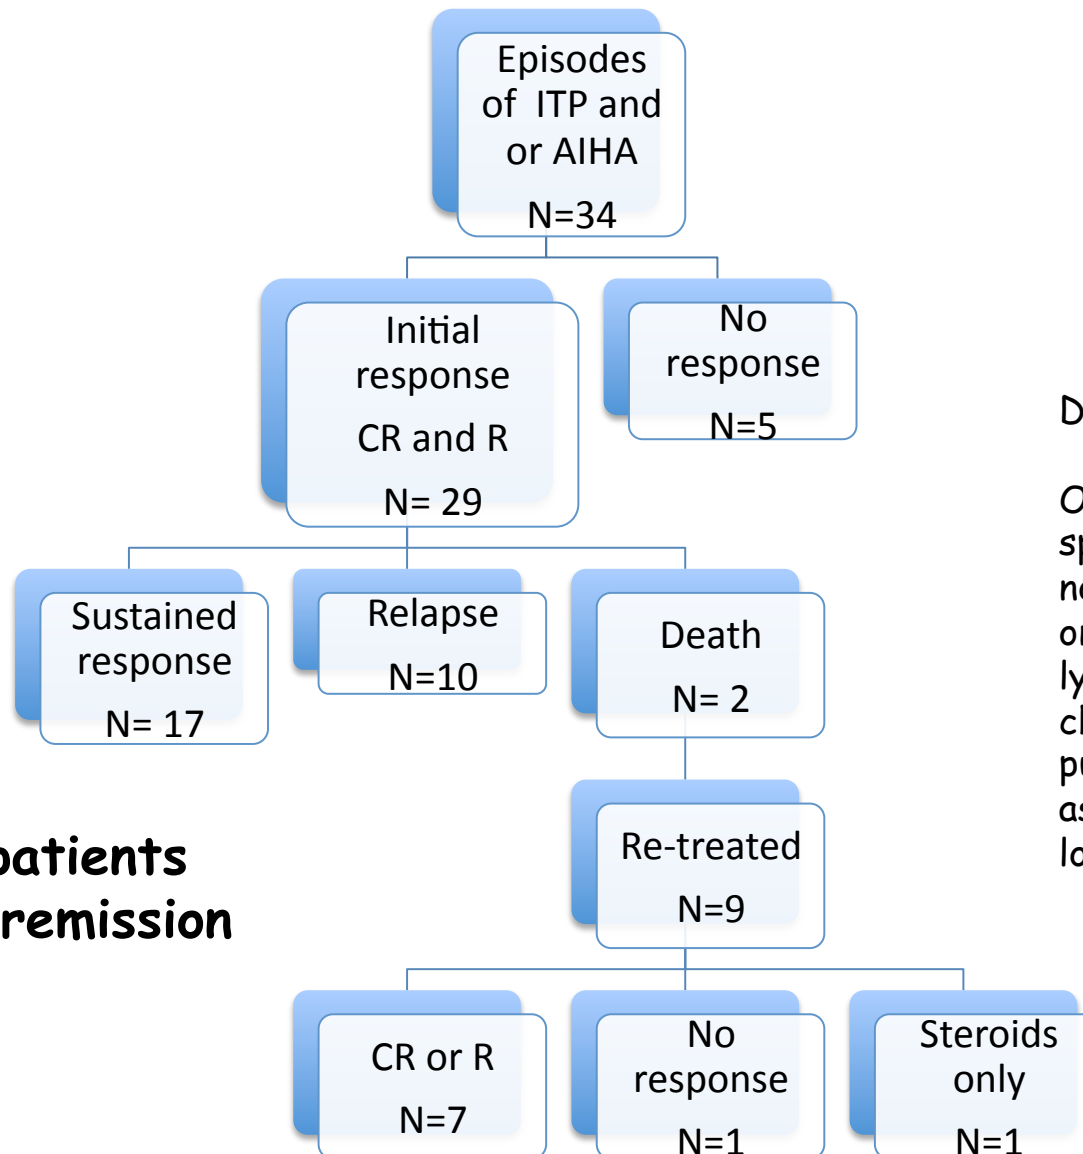 Episodes
of ITP and
or AIHA
N=34
Initial
response
CR and R
N= 29
No
response
N=5
Sustained
response
N= 17
Relapse
N=10
Death
N= 2
Re-treated
N=9
CR or R
N=7
No
response
N=1
Steroids
only
N=1
patients
remission